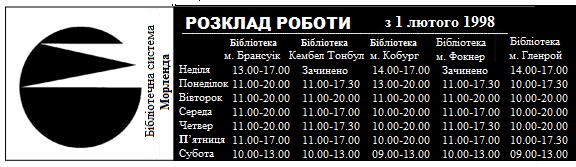 Бібліотечна система
Морленда
РОЗКЛАД РОБОТИ з 1 лютого 1998
Бібліотека Бібліотека Бібліотека Бібліотека Бібліотека
м. Брансуік Кембел Тонбул м. Кобург м. Фокнер м. Гленрой
Неділя 13.00-17.00 Зачинено 14.00-17.00 Зачинено 14.00-17.00
Понеділок 11.00-20.00 11.00-17.30 13.00-20.00 11.00-17.30 10.00-20.00
Вівторок 11.00-20.00 11.00-20.00 10.00-20.00 11.00-20.00 10.00-20.00
Середа 11.00-17.00 11.00-17.30 10.00-20.00 10.00-17.30 10.00-20.00
Четвер 11.00-20.00 11.00-17.30 10.00-20.00 11.00-20.00 10.00-17.30
П’ятниця 11.00-17.00 11.00-17.30 10.00-20.00 10.00-17.30 10.00-17.30
Субота 10.00-13.00 10.00-13.00 09.00-13.00 10.00-13.00 09.00-13.00